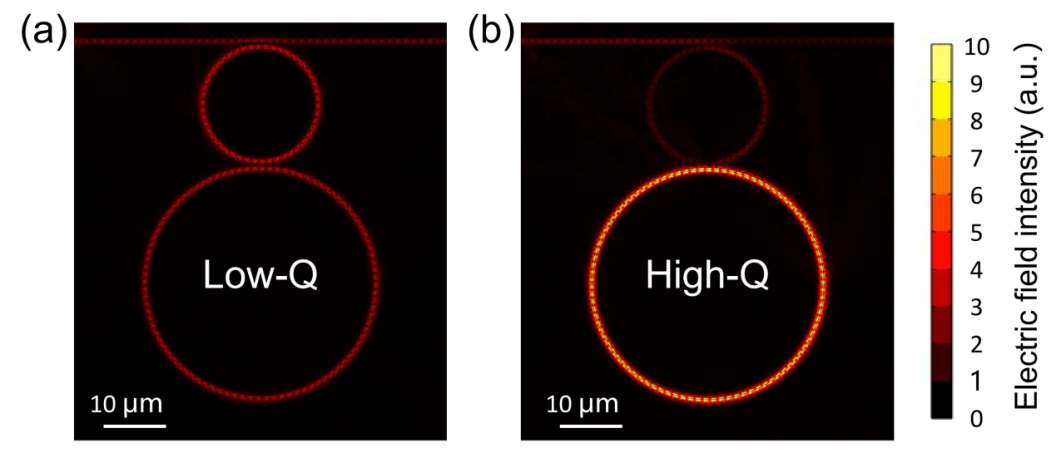 (a)
Low-Q
10 μm
(b)
High-Q
10 μm
10
9
8
7
6
5
4
3
2
1
0
Electric field intensity (a.u.)